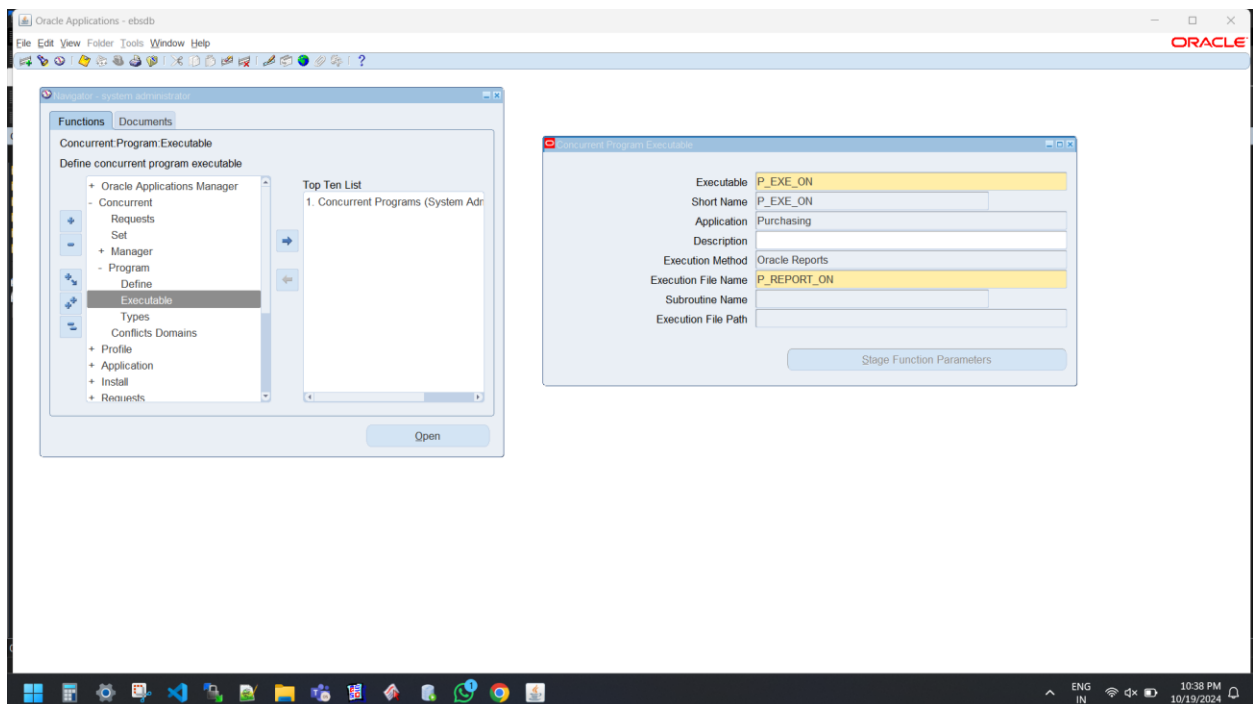 Oracle Applications - ebsdb
File Edit View Folder Tools Window Help
ORACLE
Navigator - system administrator
Functions Documents
Concurrent:Program:Executable
Define concurrent program executable
+ Oracle Applications Manager
- Concurrent
Requests
Set
+ Manager
- Program
Define
Executable
Types
Conflicts Domains
+ Profile
+ Application
+ Install
+ Requests
Top Ten List
1. Concurrent Programs (System Adr
Open
Concurrent Program Executable
Executable P_EXE_ON
Short Name P_EXE_ON
Application Purchasing
Description
Execution Method Oracle Reports
Execution File Name P_REPORT_ON
Subroutine Name
Execution File Path
Stage Function Parameters
1
ENG
IN
10:38 PM
10/19/2024